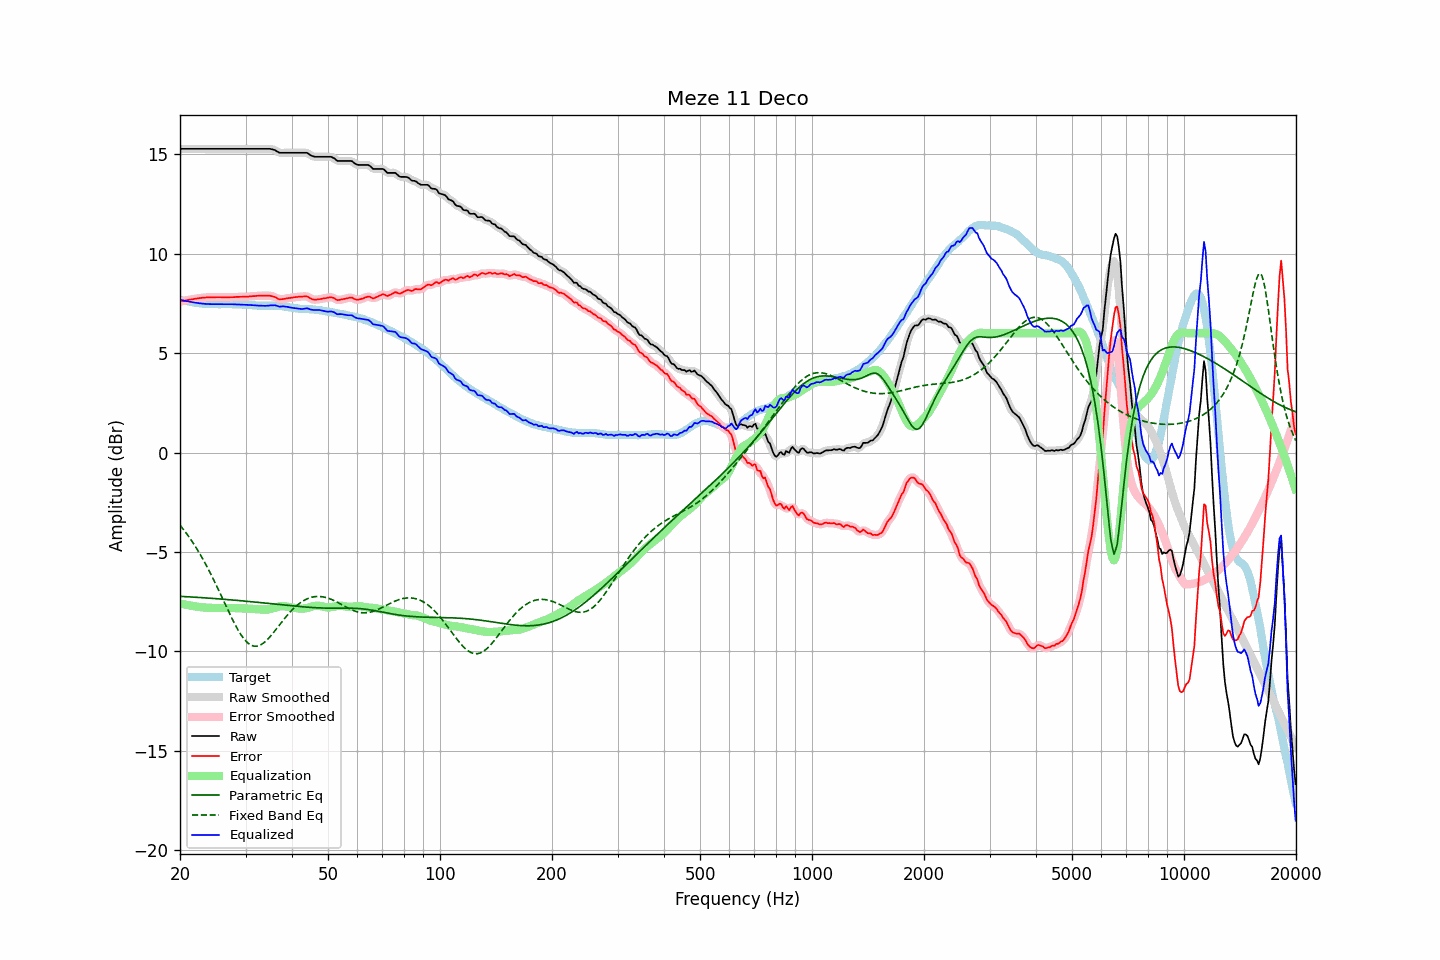 Meze 11 Deco
Amplitude (dBr)
15
10
5
0
−5
−10
−15
−20
Target
Raw Smoothed
Error Smoothed
Raw
Error
Equalization
Parametric Eq
Fixed Band Eq
Equalized
20 50 100 200 500 1000 2000 5000 10000 20000
Frequency (Hz)